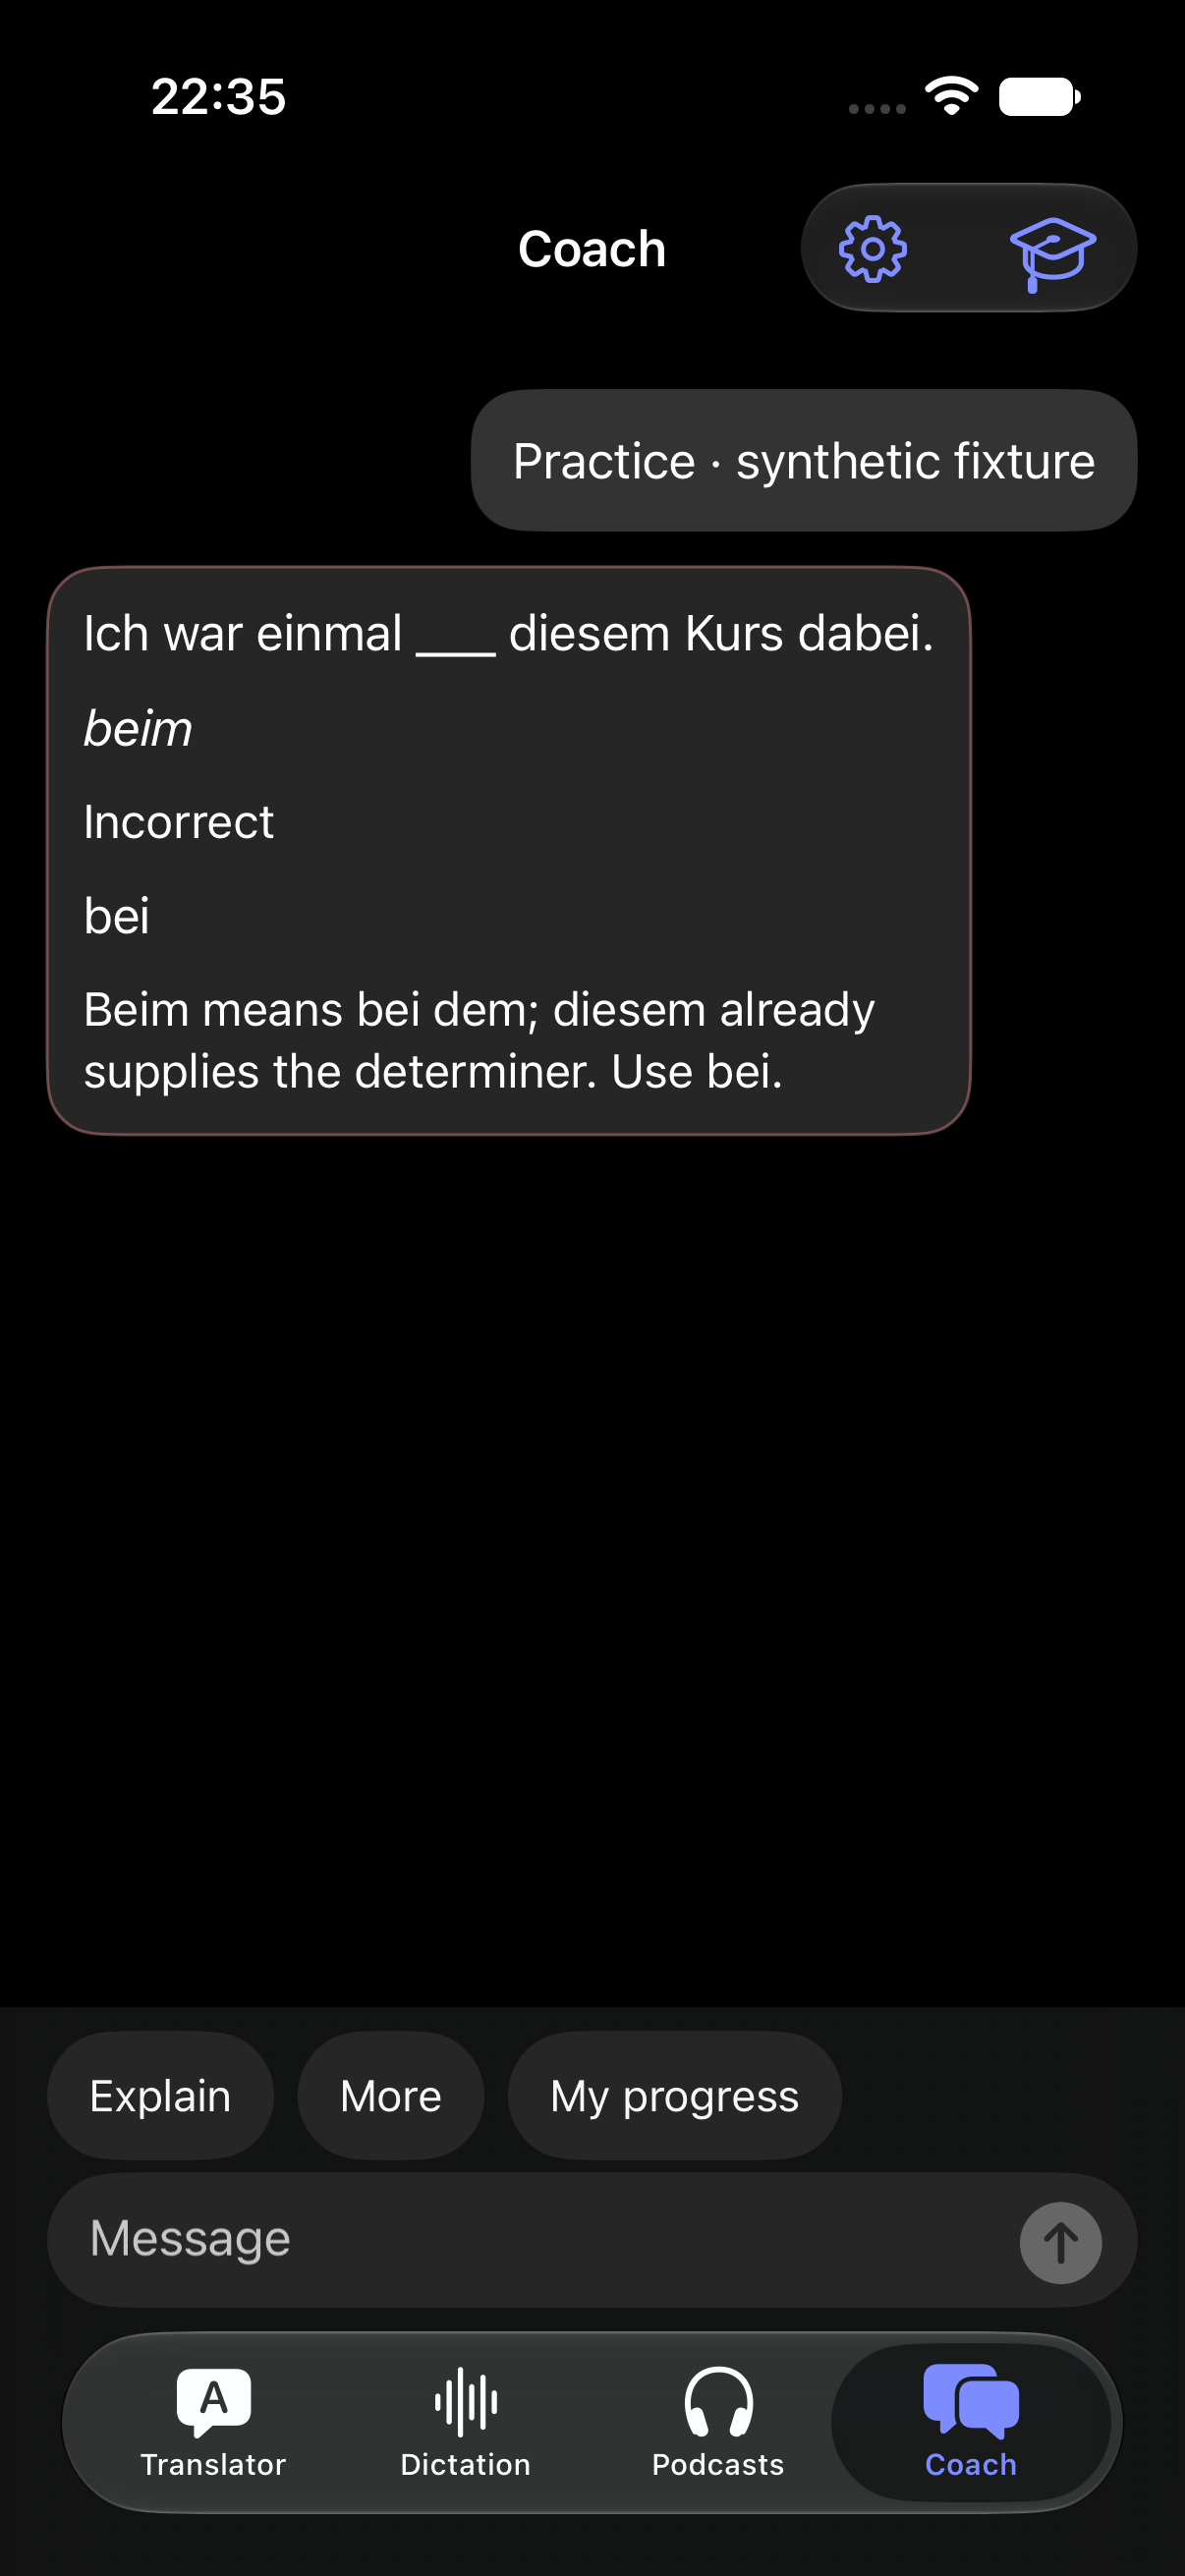 22:35
Coach
Practice · synthetic fixture
Ich war einmal ____ diesem Kurs dabei.
beim
Incorrect
bei
Beim means bei dem; diesem already
supplies the determiner. Use bei.
Explain More My progress
Message
A
Translator Dictation Podcasts Coach